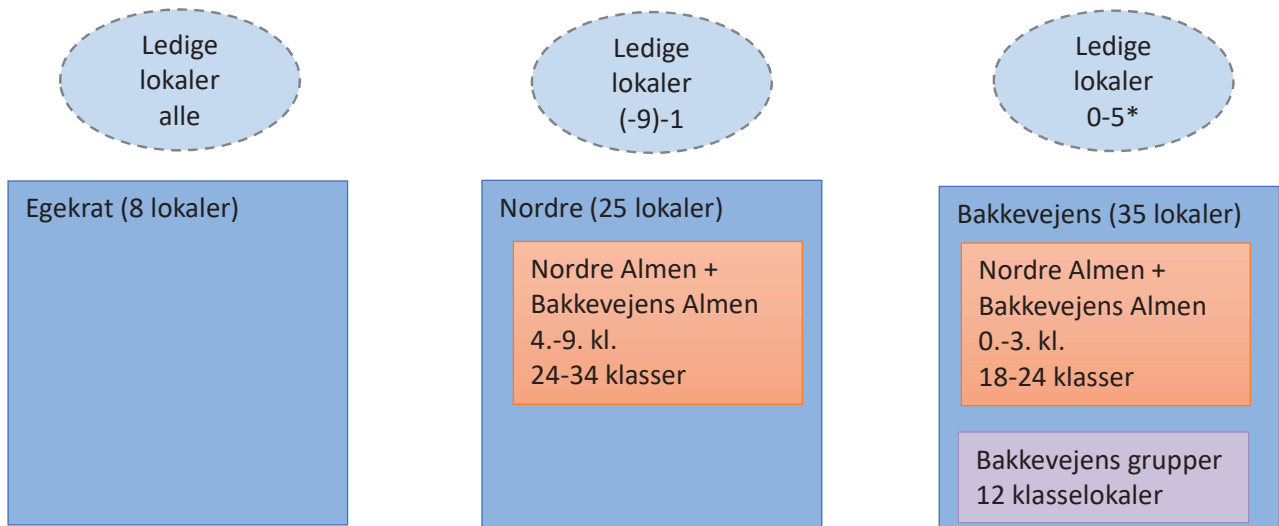 Ledige
lokaler
alle
Ledige
lokaler
(-9)-1
Ledige
lokaler
0-5*
Egekrat (8 lokaler)
Nordre (25 lokaler)
Nordre Almen +
Bakkevejens Almen
4.-9. kl.
24-34 klasser
Bakkevejens (35 lokaler)
Nordre Almen +
Bakkevejens Almen
0.-3. kl.
18-24 klasser
Bakkevejens grupper
12 klasselokaler